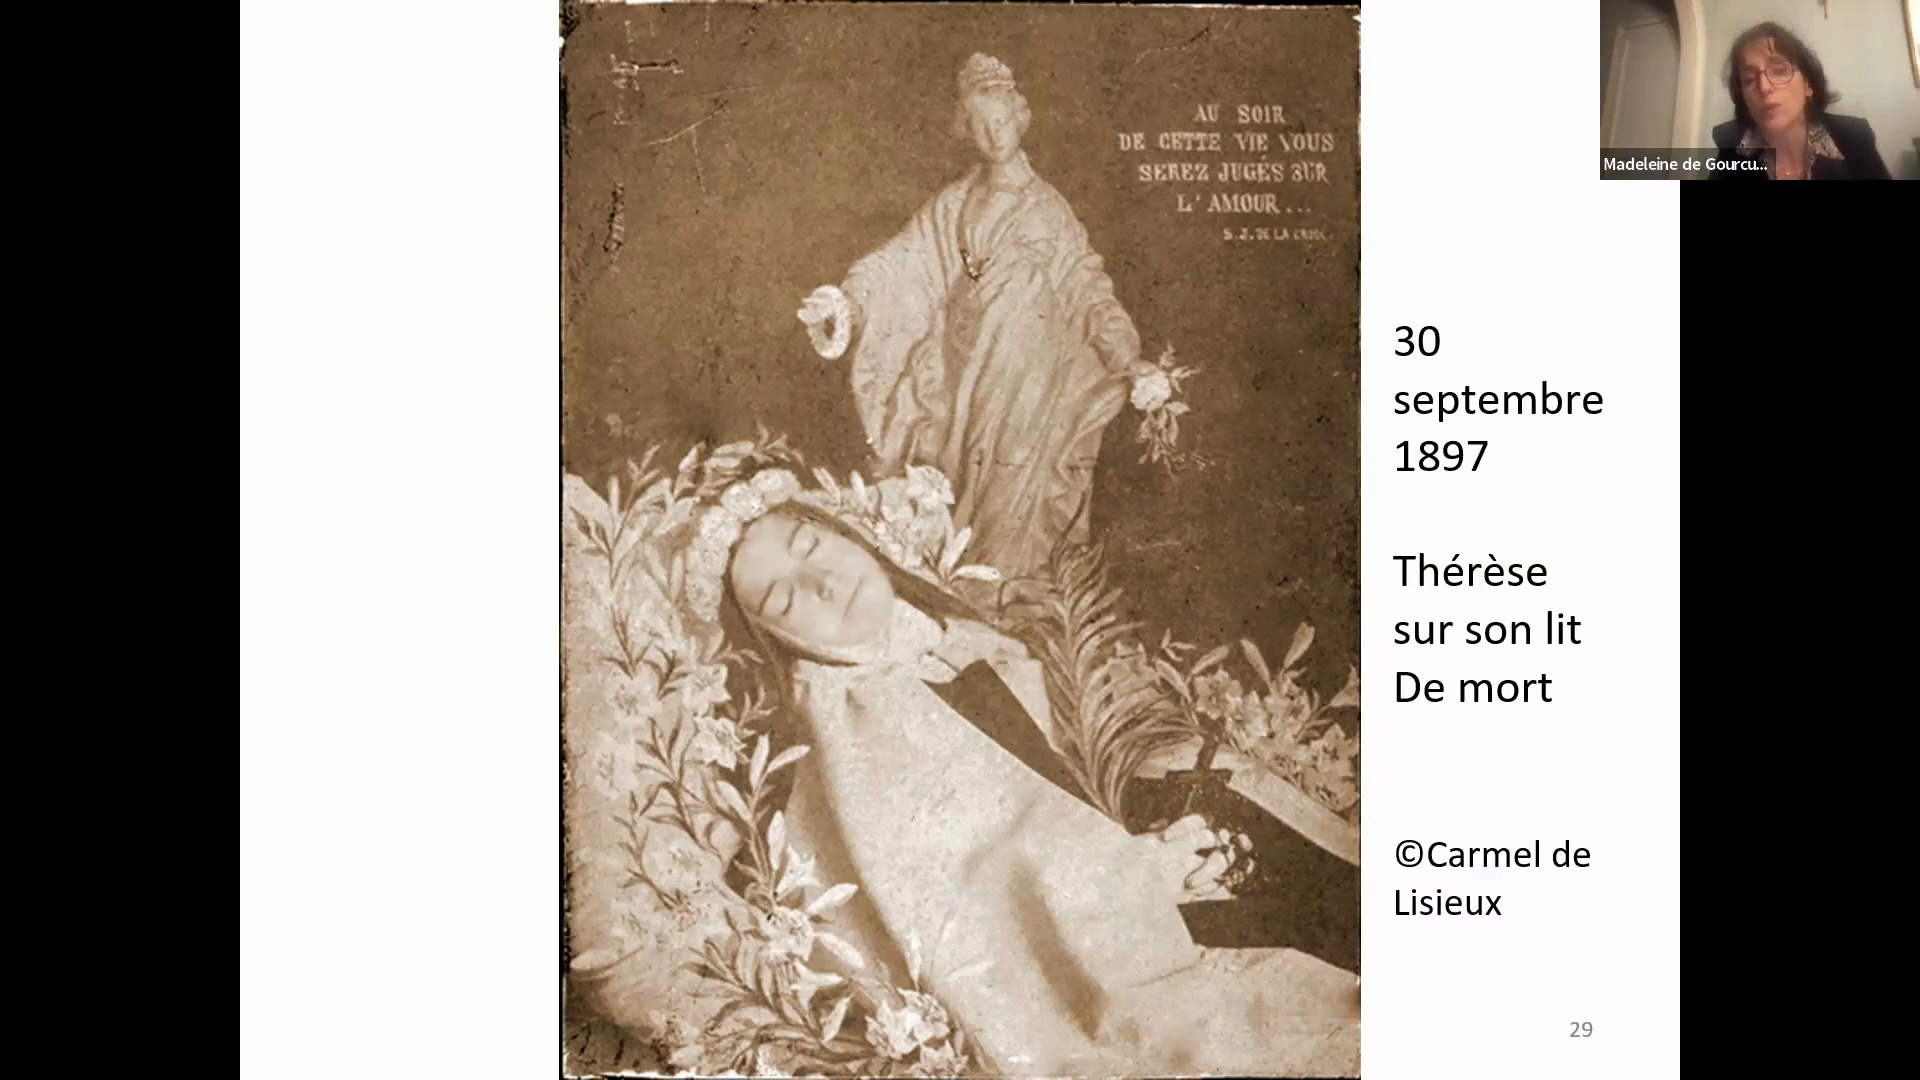 AU SOIR
DE CETTE VIE VOUS
SEREZ JUGÉS SUR
L'AMOUR...
S. J. DE LA CROIX.
Madeleine de Gourcu...
30
septembre
1897
Thérèse
sur son lit
De mort
©Carmel de
Lisieux
29